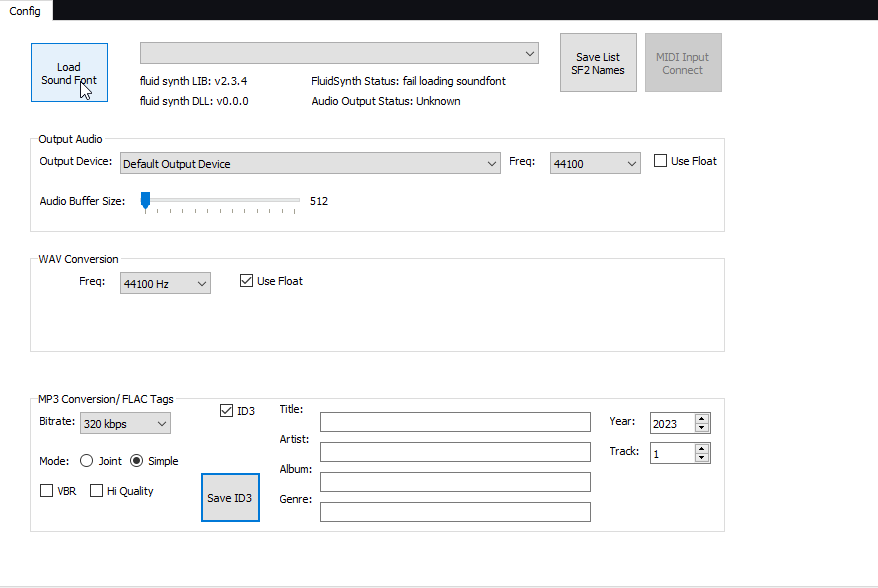 Config
Load
Sound Font
fluid synth LIB: v2.3.4
FluidSynth Status: fail loading soundfont
fluid synth DLL: v0.0.0
Audio Output Status: Unknown
Save List
SF2 Names
MIDI Input
Connect
Output Audio
Output Device:
Default Output Device
Freq:
44100
Use Float
Audio Buffer Size:
512
WAV Conversion
Freq:
44100 Hz
Use Float
MP3 Conversion/ FLAC Tags
Bitrate:
320 kbps
ID3
Mode:
Joint
Simple
VBR
Hi Quality
Save ID3
Title:
Artist:
Album:
Genre:
Year:
2023
Track:
1